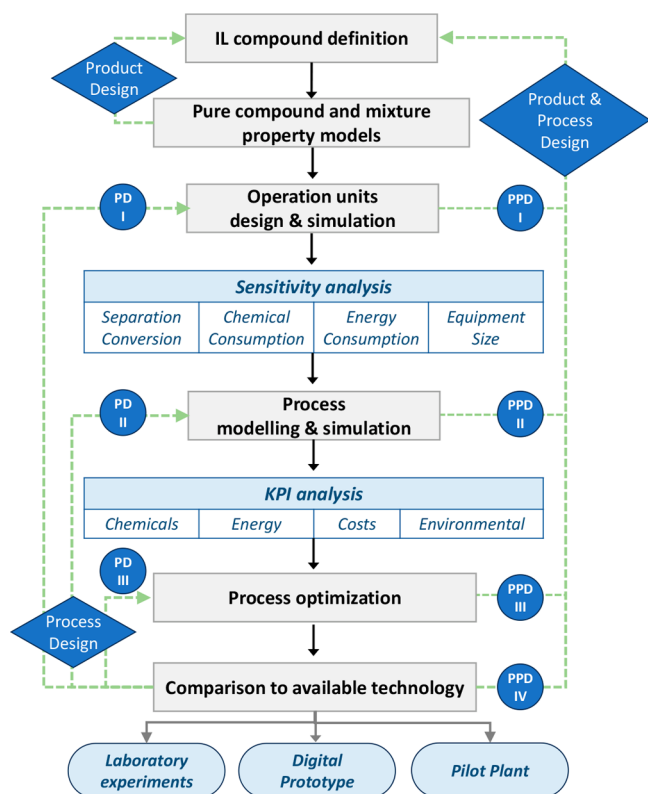 IL compound definition
Product
Design
Product &
Process
Design
Pure compound and mixture
property models
PD
I
Operation units
design & simulation
PPD
I
Sensitivity analysis
Separation
Conversion
Chemical
Consumption
Energy
Consumption
Equipment
Size
PD
II
Process
modelling & simulation
PPD
II
KPI analysis
Chemicals
Energy
Costs
Environmental
PD
III
Process optimization
PPD
III
Process
Design
Comparison to available technology
PPD
IV
Laboratory
experiments
Digital
Prototype
Pilot Plant